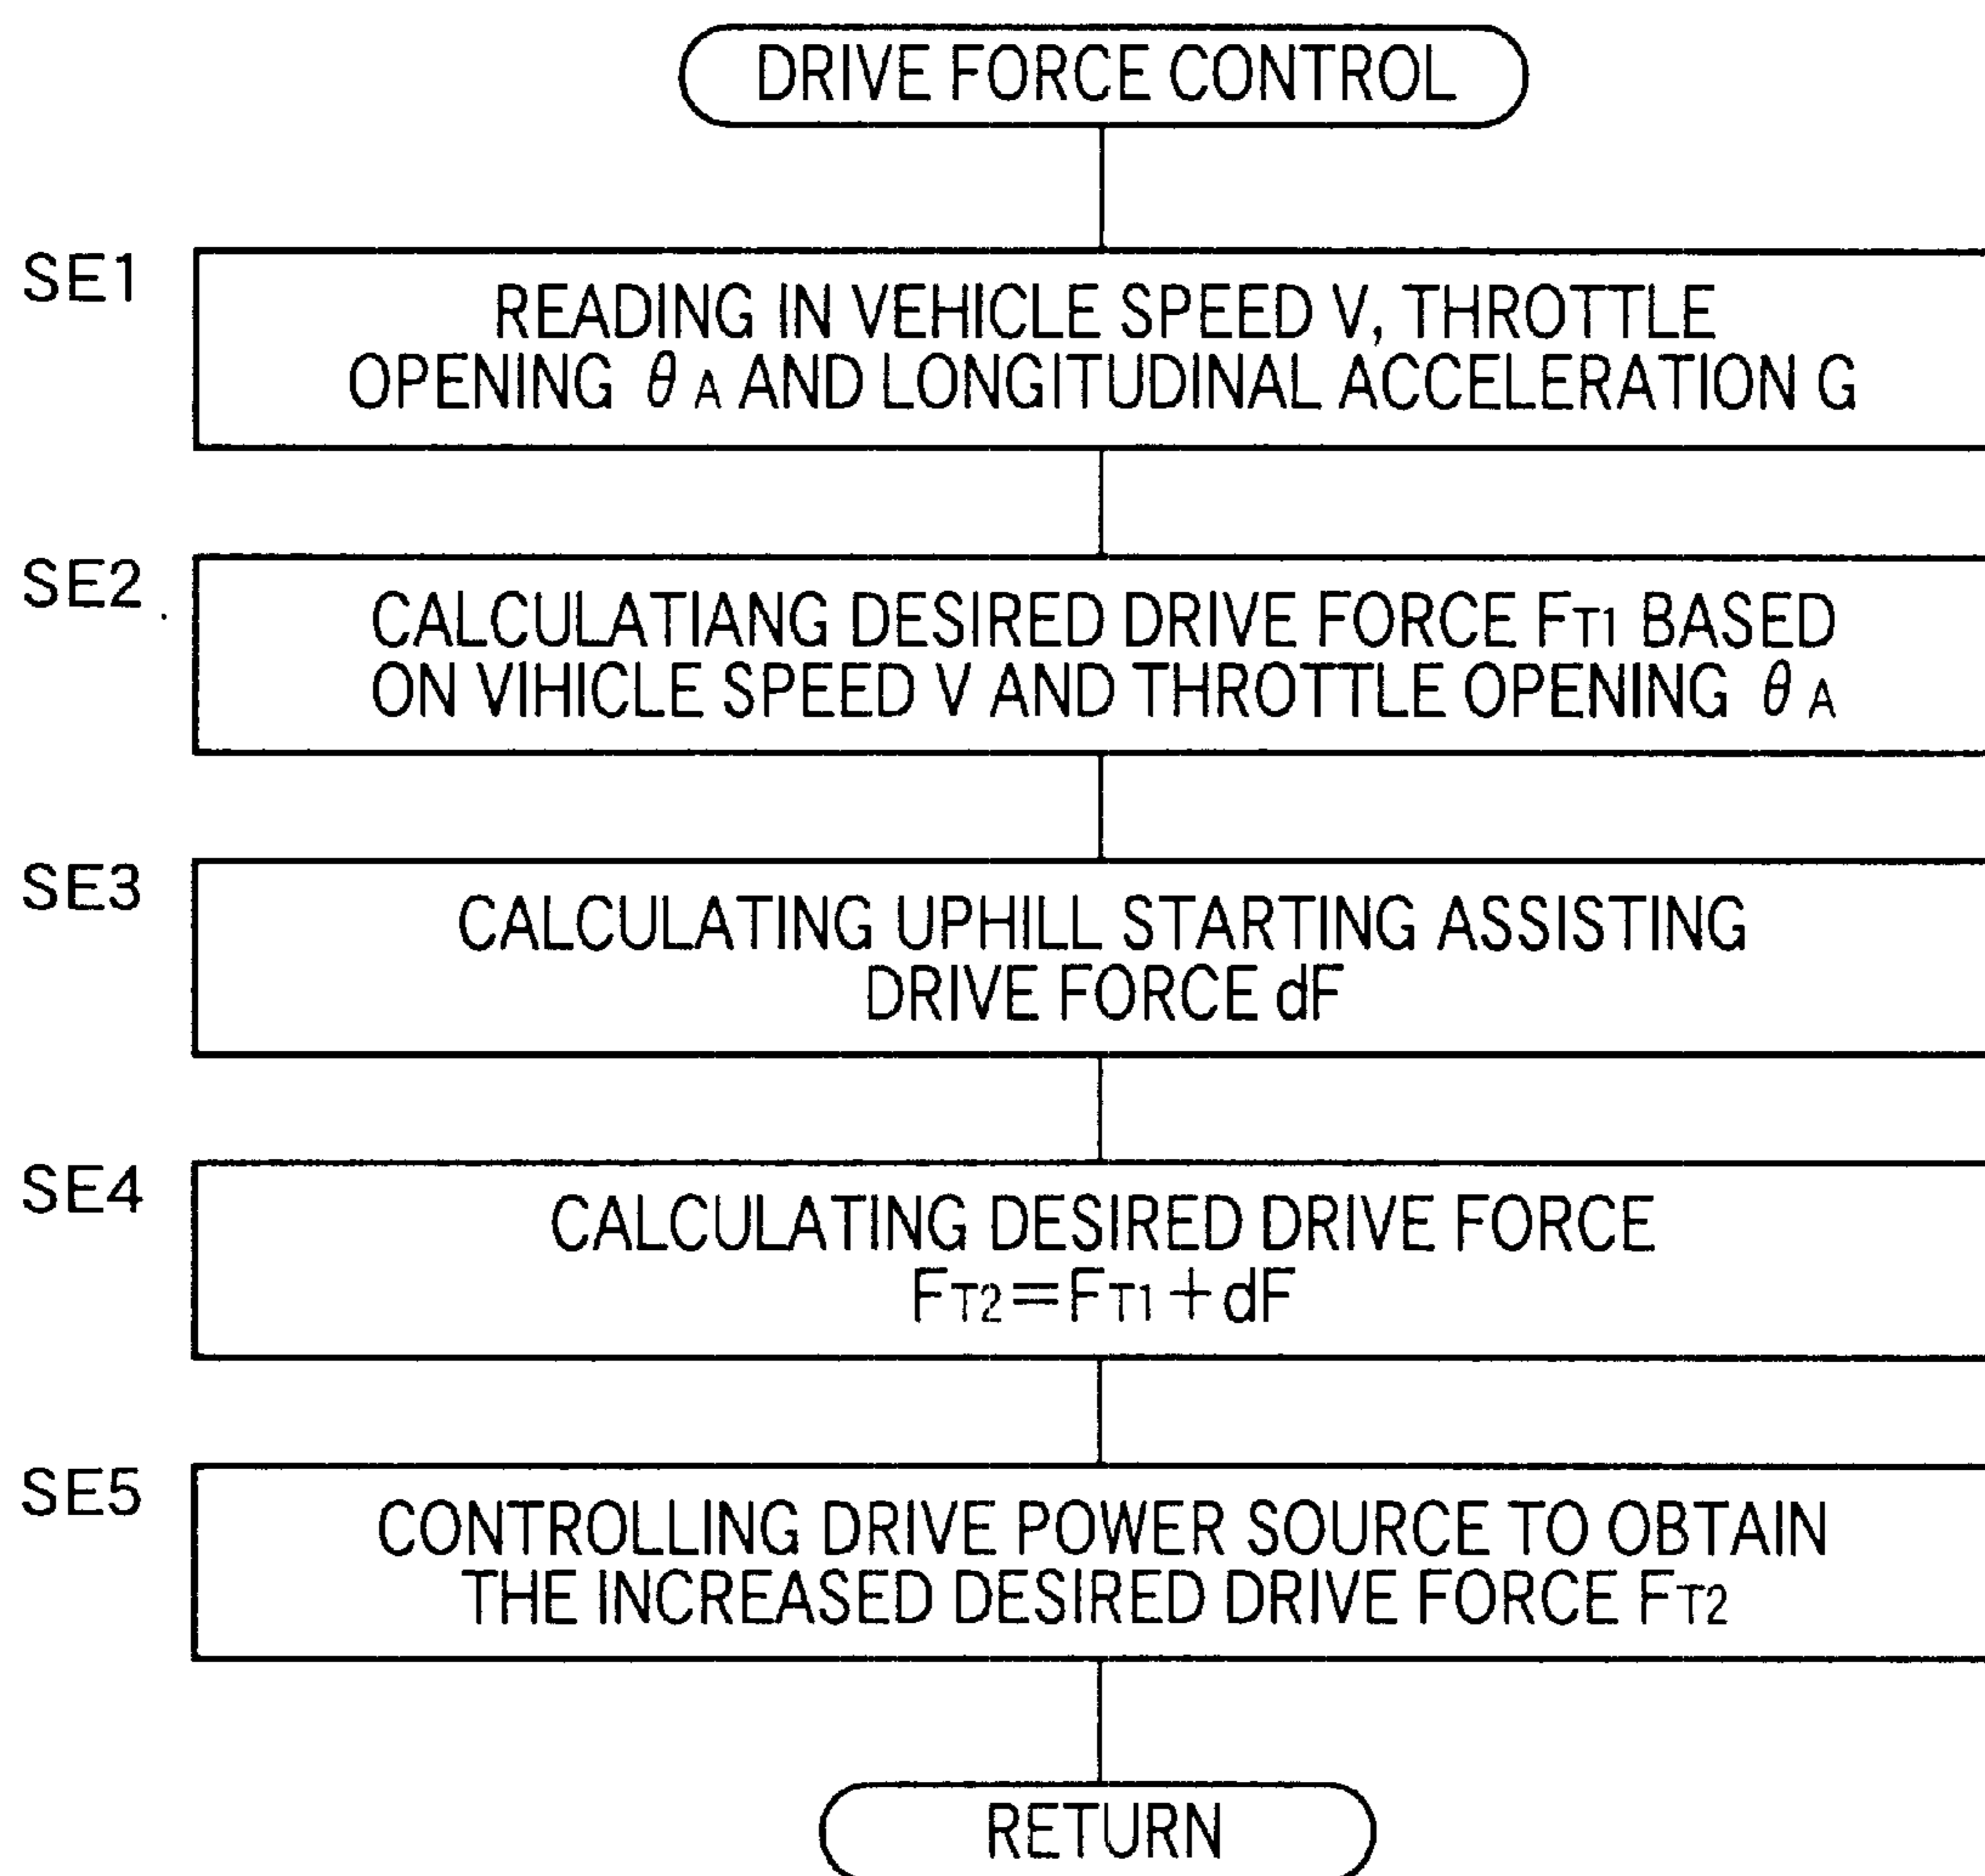 DRIVE FORCE CONTROL
SE1
READING IN VEHICLE SPEED V, THROTTLE
OPENING θA AND LONGITUDINAL ACCELERATION G
SE2
CALCULATIANG DESIRED DRIVE FORCE FT1 BASED
ON VIHICLE SPEED V AND THROTTLE OPENING θA
SE3
CALCULATING UPHILL STARTING ASSISTING
DRIVE FORCE dF
SE4
CALCULATING DESIRED DRIVE FORCE
FT2=FT1+dF
SE5
CONTROLLING DRIVE POWER SOURCE TO OBTAIN
THE INCREASED DESIRED DRIVE FORCE FT2
RETURN